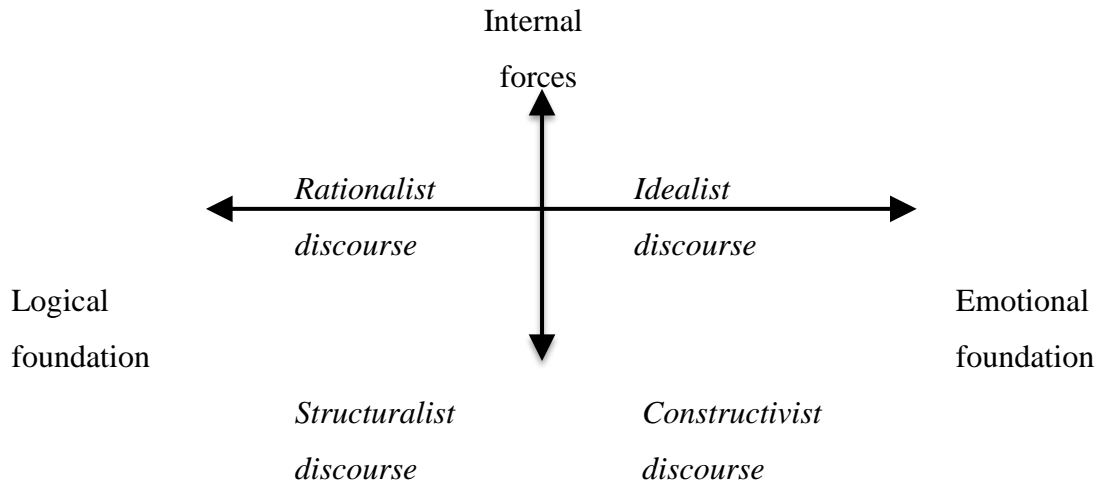 Internal
forces
Rationalist Idealist
discourse discourse
Logical Emotional
foundation foundation
Structuralist Constructivist
discourse discourse